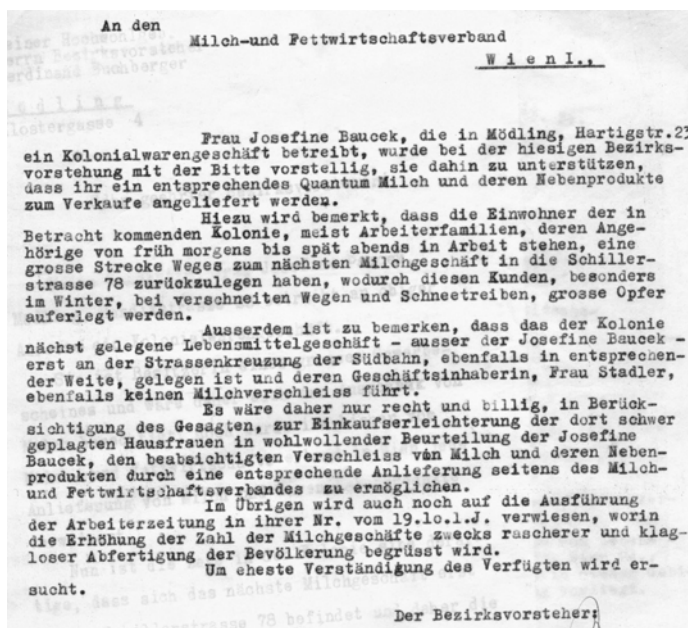 An den
Milch-und Fettwirtschaftsverband
W i e n I.,
Frau Josefine Baucek, die in Mödling, Hartigstr.23
ein Kolonialwarengeschäft betreibt, wurde bei der hiesigen Bezirks-
vorstehung mit der Bitte vorstellig, sie dahin zu unterstützen,
dass ihr ein entsprechendes Quantum Milch und deren Nebenprodukte
zum Verkaufe angeliefert werden.
Hiezu wird bemerkt, dass die Einwohner der in
Betracht kommenden Kolonie, meist Arbeiterfamilien, deren Ange-
hörige von früh morgens bis spät abends in Arbeit stehen, eine
grosse Strecke Weges zum nächsten Milchgeschäft in die Schiller-
strasse 78 zurückzulegen haben, wodurch diesen Kunden, besonders
im Winter, bei verschneiten Wegen und Schneetreiben, grosse Opfer
auferlegt werden.
Ausserdem ist zu bemerken, dass das der Kolonie
nächst gelegene Lebensmittelgeschäft - ausser der Josefine Baucek -
erst an der Strassenkreuzung der Südbahn, ebenfalls in entsprechen-
der Weite, gelegen ist und deren Geschäftsinhaberin, Frau Stadler,
ebenfalls keinen Milchverschleiss führt.
Es wäre daher nur recht und billig, in Berück-
sichtigung des Gesagten, zur Einkaufserleichterung der dort schwer
geplagten Hausfrauen in wohlwollender Beurteilung der Josefine
Baucek, den beabsichtigten Verschleiss von Milch und deren Neben-
produkten durch eine entsprechende Anlieferung seitens des Milch-
und Fettwirtschaftsverbandes zu ermöglichen.
Im Übrigen wird auch noch auf die Ausführung
der Arbeiterzeitung in ihrer Nr. vom 19.lo.l.J. verwiesen, worin
die Erhöhung der Zahl der Milchgeschäfte zwecks rascherer und klag-
loser Abfertigung der Bevölkerung begrüsst wird.
Um eheste Verständigung des Verfügten wird er-
sucht.
Der Bezirksvorsteher: